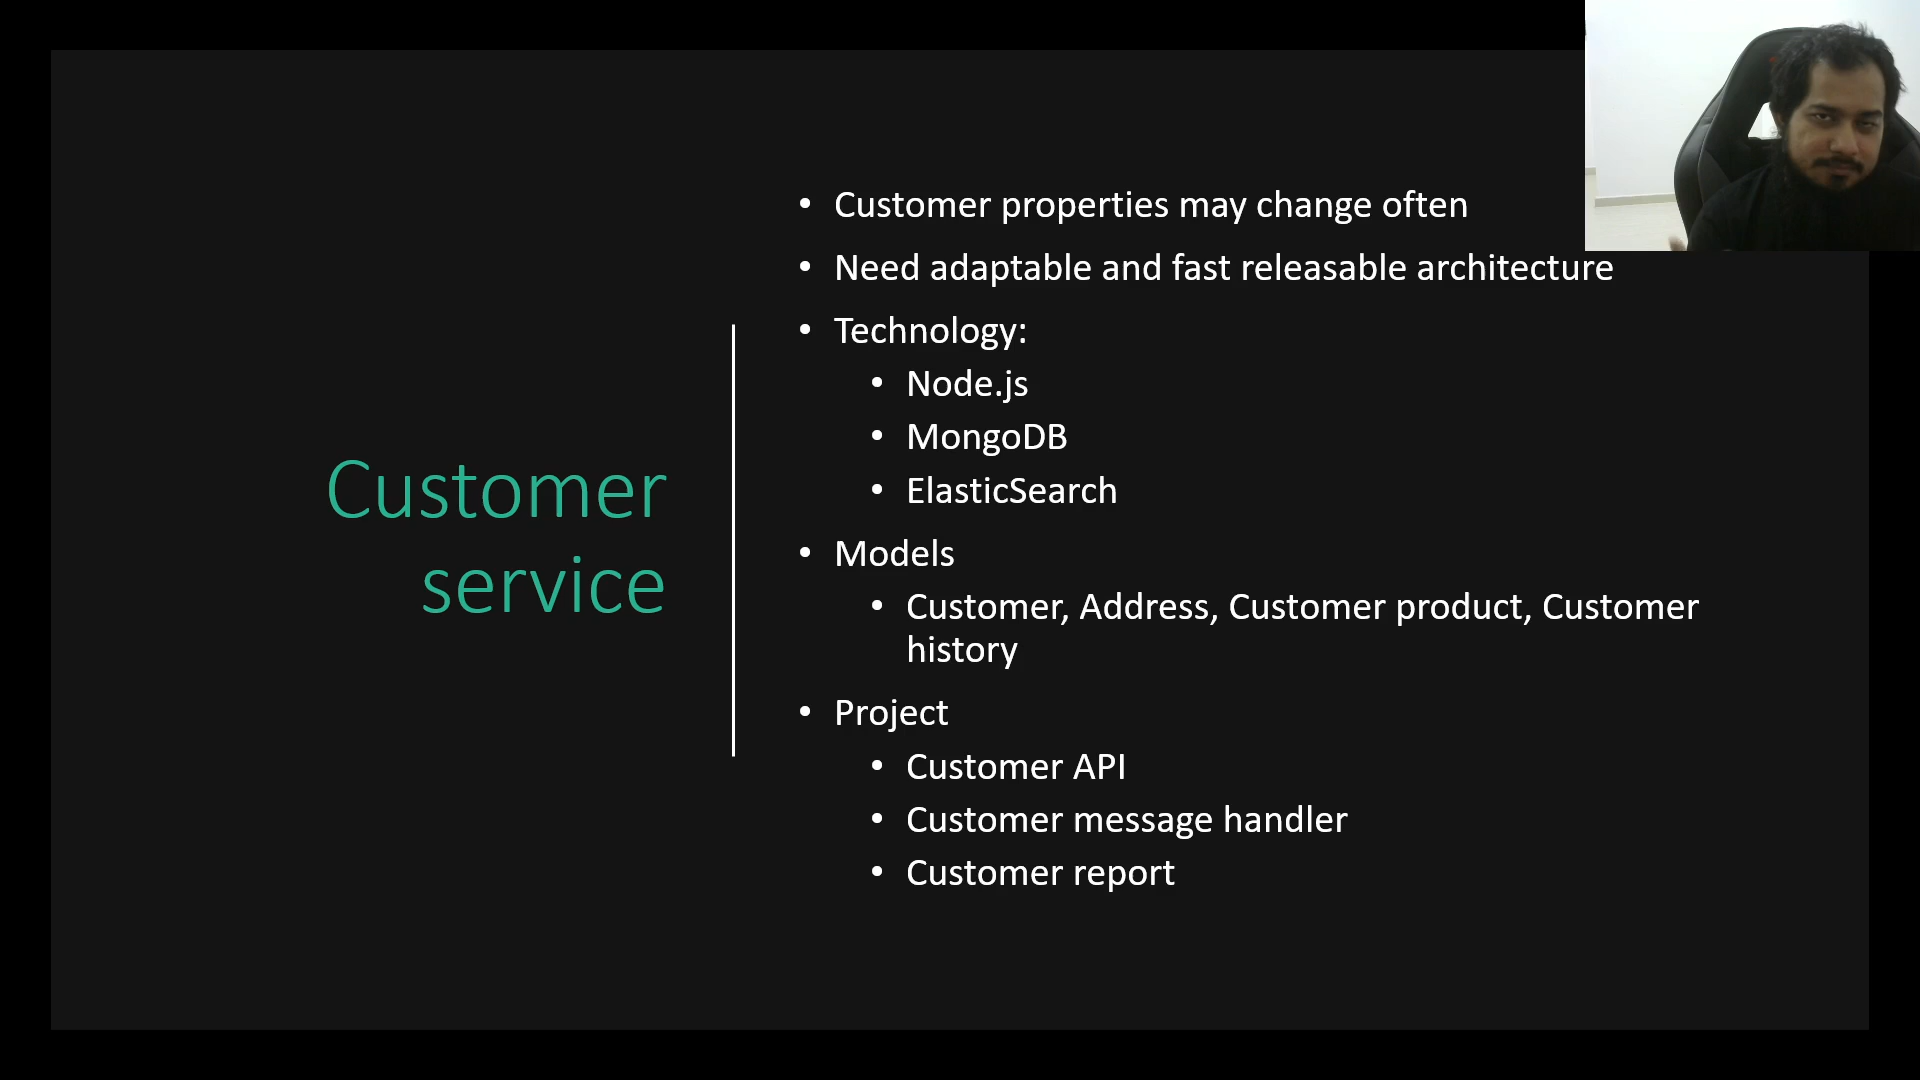 Customer
service
• Customer properties may change often
• Need adaptable and fast releasable architecture
• Technology:
• Node.js
• MongoDB
• ElasticSearch
• Models
• Customer, Address, Customer product, Customer
history
• Project
• Customer API
• Customer message handler
• Customer report